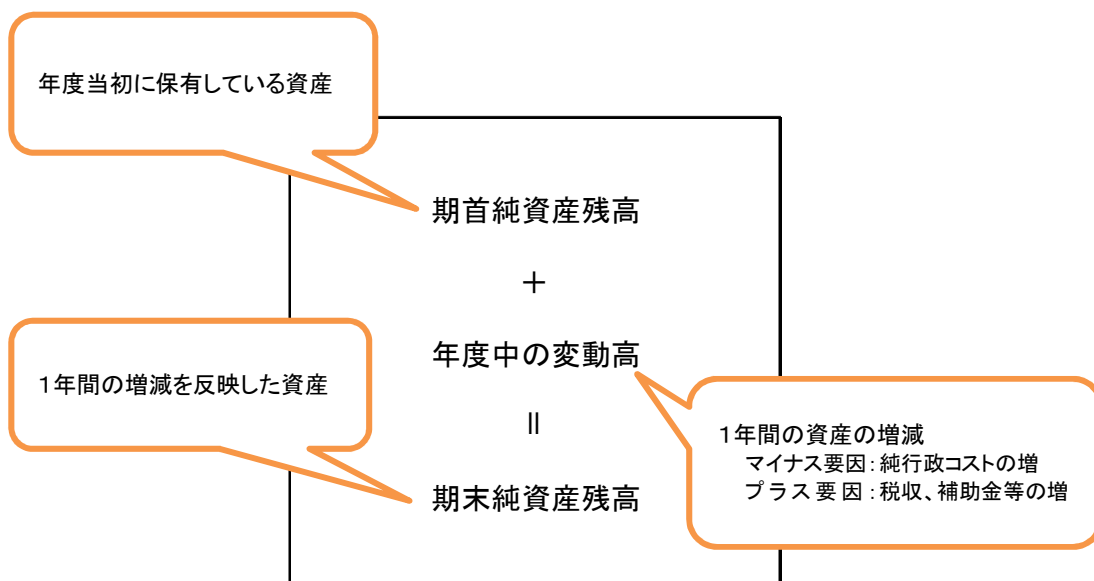 年度当初に保有している資産
期首純資産残高
＋
年度中の変動高
1年間の増減を反映した資産
＝
1年間の資産の増減
マイナス要因：純行政コストの増
プラス要因：税収、補助金等の増
期末純資産残高